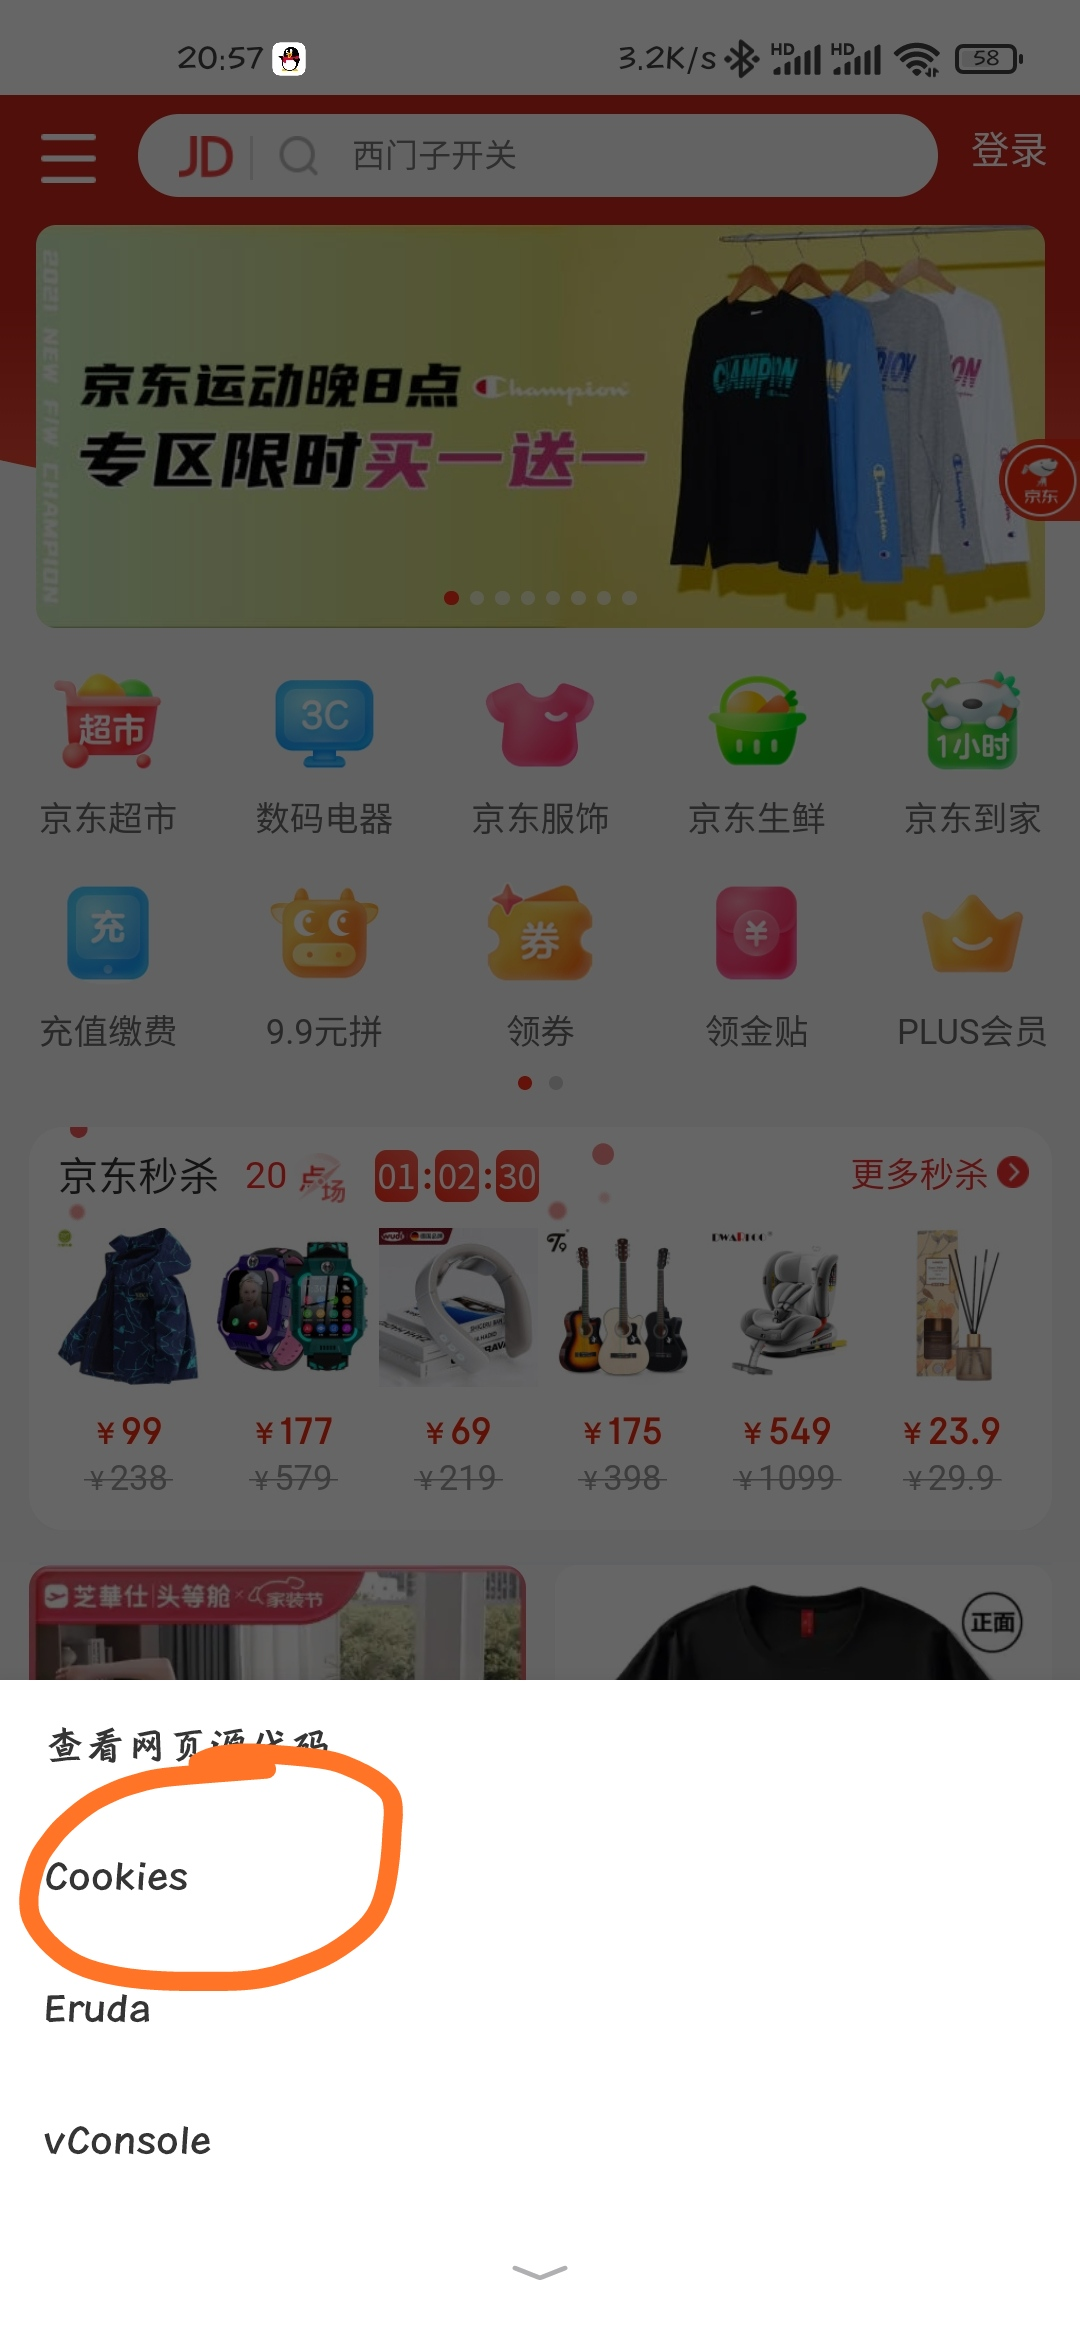 20:57 3.2K/s HD HD 58
JD 西门子开关 登录
2021 NEW F/W CHAMPION
京东运动晚8点 Champion
专区限时买一送一
CHAMPION
京东
超市 3C 1小时
京东超市 数码电器 京东服饰 京东生鲜 京东到家
充 券 ¥
充值缴费 9.9元拼 领券 领金贴 PLUS会员
京东秒杀 20 点场 01:02:30 更多秒杀
¥99 ¥177 ¥69 ¥175 ¥549 ¥23.9
¥238 ¥579 ¥219 ¥398 ¥1099 ¥29.9
芝華仕|头等舱× 家装节
正面
查看网页源代码
Cookies
Eruda
vConsole